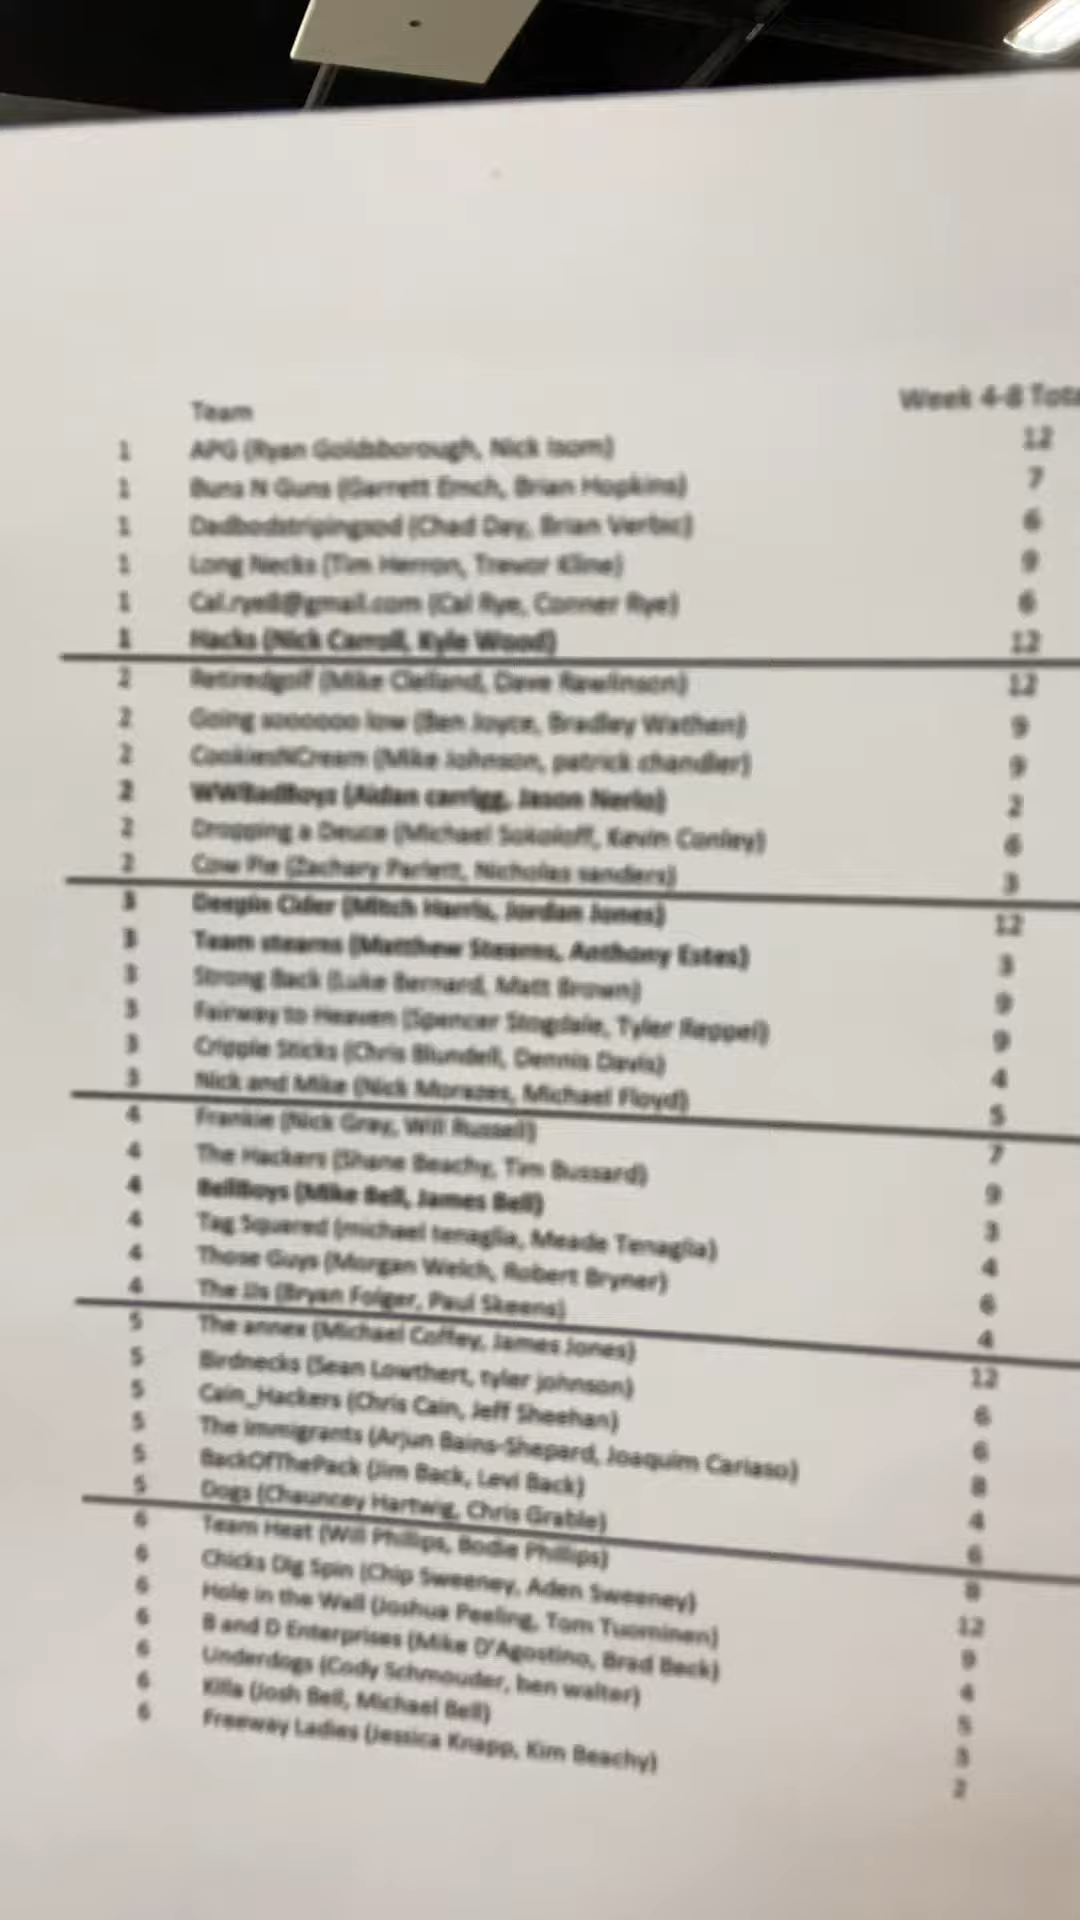 Team Week 4-8 Tota
1 APG (Ryan Goldsborough, Nick Isom) 12
1 Buns N Guns (Garrett Emch, Brian Hopkins) 7
1 Dadbodstripingsod (Chad Day, Brian Verbic) 6
1 Long Necks (Tim Herron, Trevor Kline) 9
1 Cal.rye8@gmail.com (Cal Rye, Conner Rye) 6
1 Hacks (Nick Carroll, Kyle Wood) 12
2 Retiredgolf (Mike Clelland, Dave Rawlinson) 12
2 Going soooooo low (Ben Joyce, Bradley Wathen) 9
2 CookiesNCream (Mike Johnson, patrick chandler) 9
2 WWBadBoyz (Aidan carrigg, Jason Nerio) 2
2 Dropping a Deuce (Michael Sokoloff, Kevin Conley) 6
2 Cow Pie (Zachary Parlett, Nicholas sanders) 3
3 Deepin Cider (Mitch Harris, Jordan Jones) 12
3 Team stearns (Matthew Stearns, Anthony Estes) 3
3 Strong Back (Luke Bernard, Matt Brown) 9
3 Fairway to Heaven (Spencer Stogdale, Tyler Reppel) 9
3 Cripple Sticks (Chris Blundell, Dennis Davis) 4
3 Nick and Mike (Nick Morazes, Michael Floyd) 5
4 Frankie (Nick Gray, Will Russell) 7
4 The Hackers (Shane Beachy, Tim Bussard) 9
4 BellBoys (Mike Bell, James Bell) 3
4 Tag Squared (michael tenaglia, Meade Tenaglia) 4
4 Those Guys (Morgan Welch, Robert Bryner) 6
4 The JJs (Bryan Folger, Paul Skeens) 4
5 The annex (Michael Coffey, James Jones) 12
5 Birdnecks (Sean Lowthert, tyler johnson) 6
5 Cain_Hackers (Chris Cain, Jeff Sheehan) 6
5 The Immigrants (Arjun Bains-Shepard, Joaquim Cariaso) 8
5 BackOfThePack (Jim Back, Levi Back) 4
5 Dogs (Chauncey Hartwig, Chris Grable) 6
6 Team Heat (Will Phillips, Bodie Phillips) 8
6 Chicks Dig Spin (Chip Sweeney, Aden Sweeney) 12
6 Hole in the Wall (Joshua Peeling, Tom Tuominen) 9
6 B and D Enterprises (Mike D'Agostino, Brad Beck) 4
6 Underdogs (Cody Schmouder, ben walter) 5
6 Killa (Josh Bell, Michael Bell) 3
6 Freeway Ladies (Jessica Knapp, Kim Beachy) 2